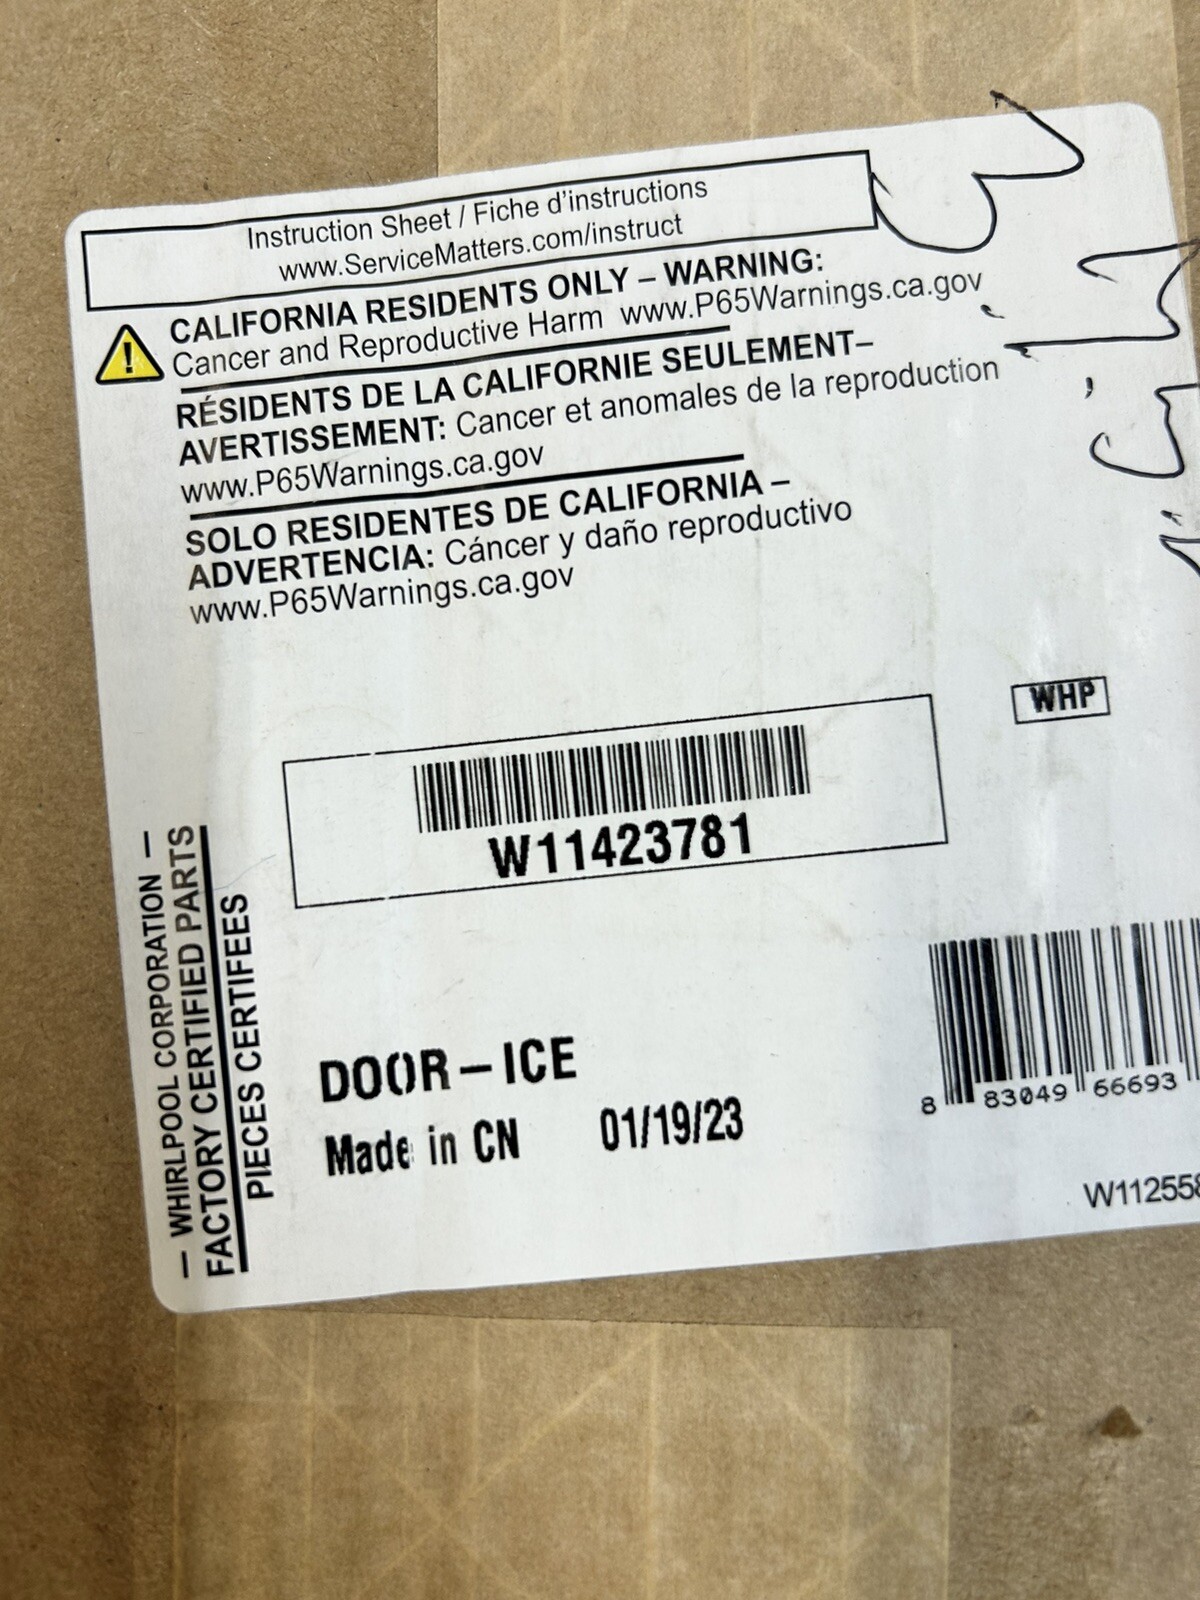 Instruction Sheet / Fiche d'instructions
www.ServiceMatters.com/instruct
CALIFORNIA RESIDENTS ONLY – WARNING:
Cancer and Reproductive Harm www.P65Warnings.ca.gov
RÉSIDENTS DE LA CALIFORNIE SEULEMENT–
AVERTISSEMENT: Cancer et anomales de la reproduction
www.P65Warnings.ca.gov
SOLO RESIDENTES DE CALIFORNIA –
ADVERTENCIA: Cáncer y daño reproductivo
www.P65Warnings.ca.gov
WHP
W11423781
— WHIRLPOOL CORPORATION —
FACTORY CERTIFIED PARTS
PIECES CERTIFEES
DOOR – ICE
Made in CN 01/19/23
8 83049 66693
W112558